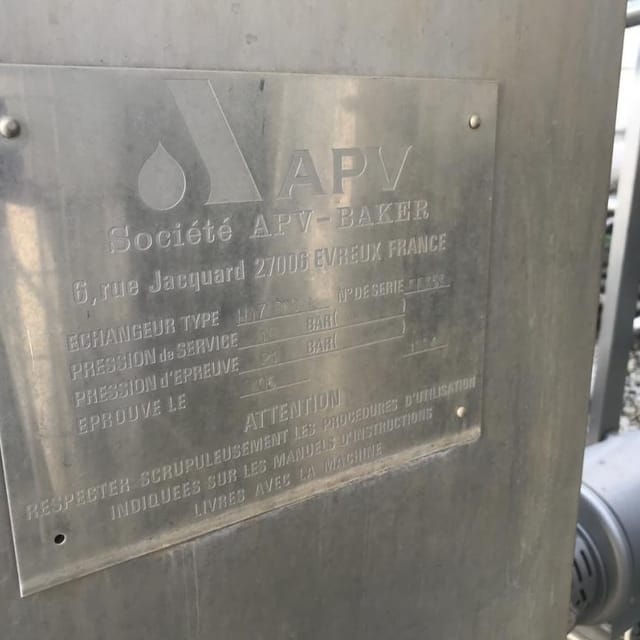 APV
Société APV-BAKER
6, rue Jacquard 27006 EVREUX FRANCE
ECHANGEUR TYPE N° DE SERIE
PRESSION de SERVICE BAR(
PRESSION d'EPREUVE BAR( )
EPROUVE LE
ATTENTION
RESPECTER SCRUPULEUSEMENT LES PROCEDURES D'UTILISATION
INDIQUEES SUR LES MANUELS D'INSTRUCTIONS
LIVRES AVEC LA MACHINE